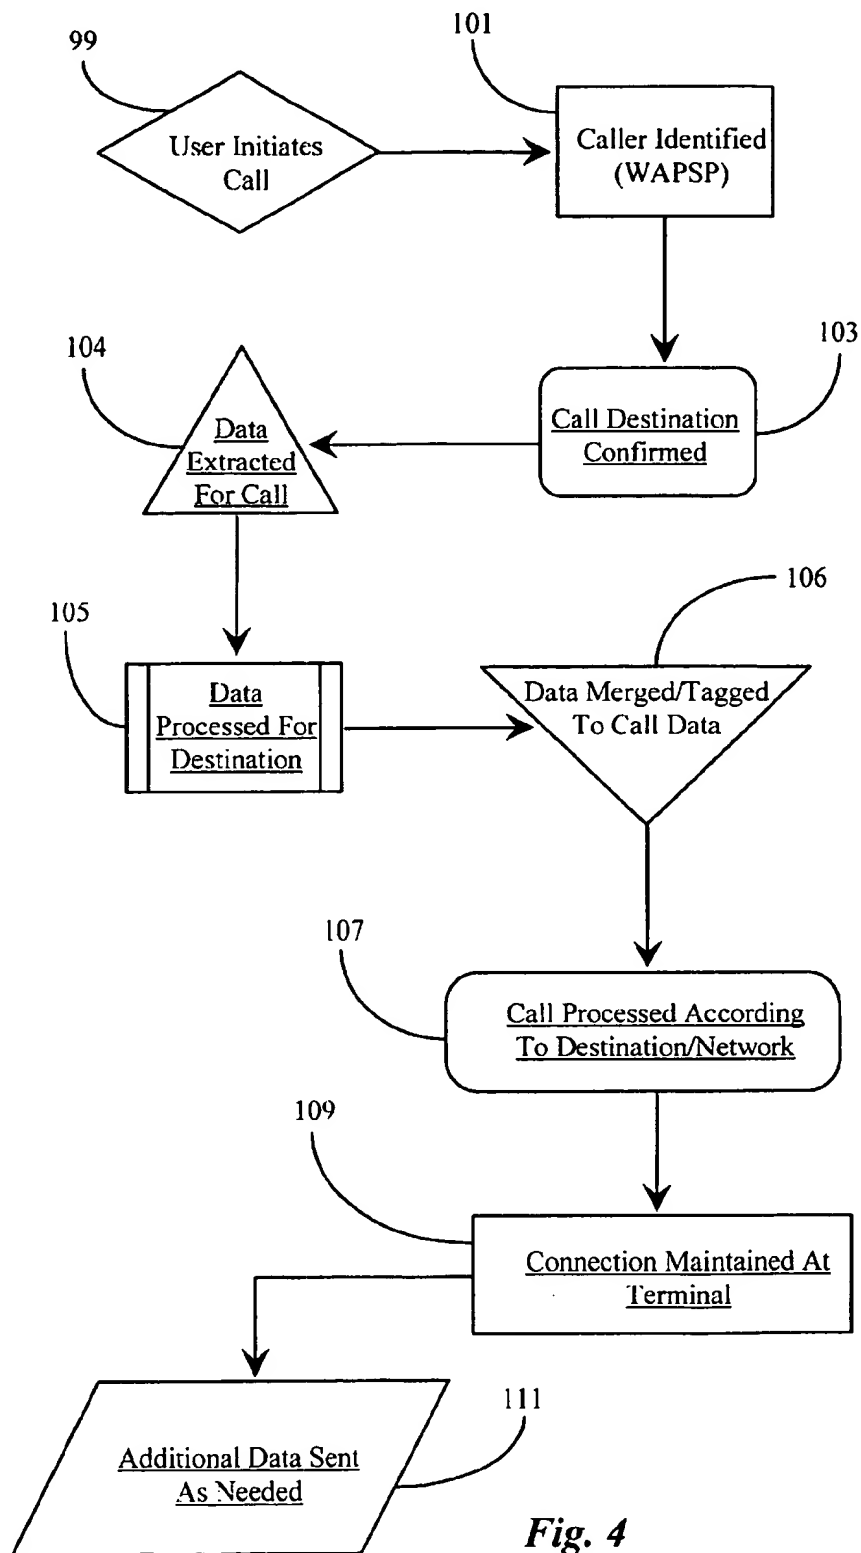 99
101
User Initiates
Call
Caller Identified
(WAPSP)
104
103
Data
Extracted
For Call
Call Destination
Confirmed
105
106
Data
Processed For
Destination
Data Merged/Tagged
To Call Data
107
Call Processed According
To Destination/Network
109
Connection Maintained At
Terminal
111
Additional Data Sent
As Needed
Fig. 4